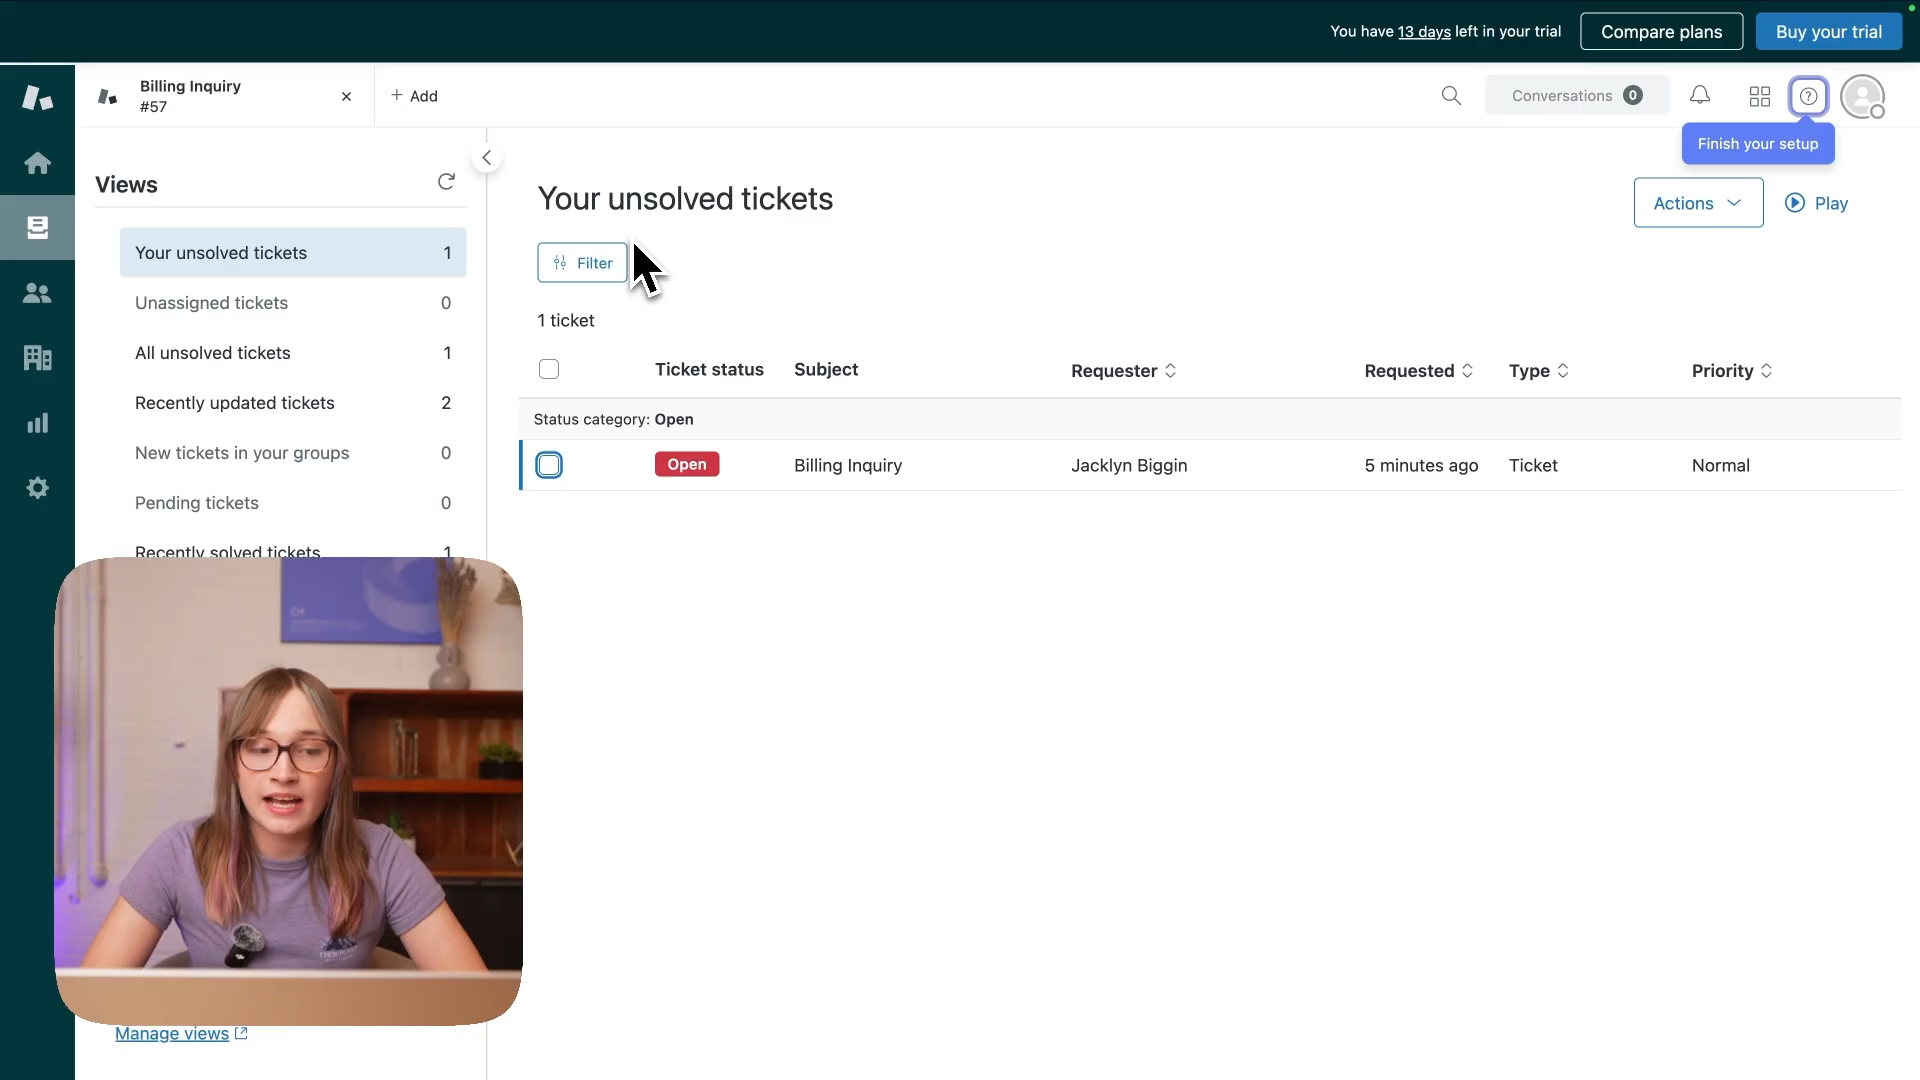 You have 13 days left in your trial
Compare plans
Buy your trial
Billing Inquiry
#57
+ Add
Conversations 0
Finish your setup
Views
Your unsolved tickets 1
Unassigned tickets 0
All unsolved tickets 1
Recently updated tickets 2
New tickets in your groups 0
Pending tickets 0
Recently solved tickets 1
Manage views
Your unsolved tickets
Actions
Play
Filter
1 ticket
Ticket status Subject Requester Requested Type Priority
Status category: Open
Open Billing Inquiry Jacklyn Biggin 5 minutes ago Ticket Normal